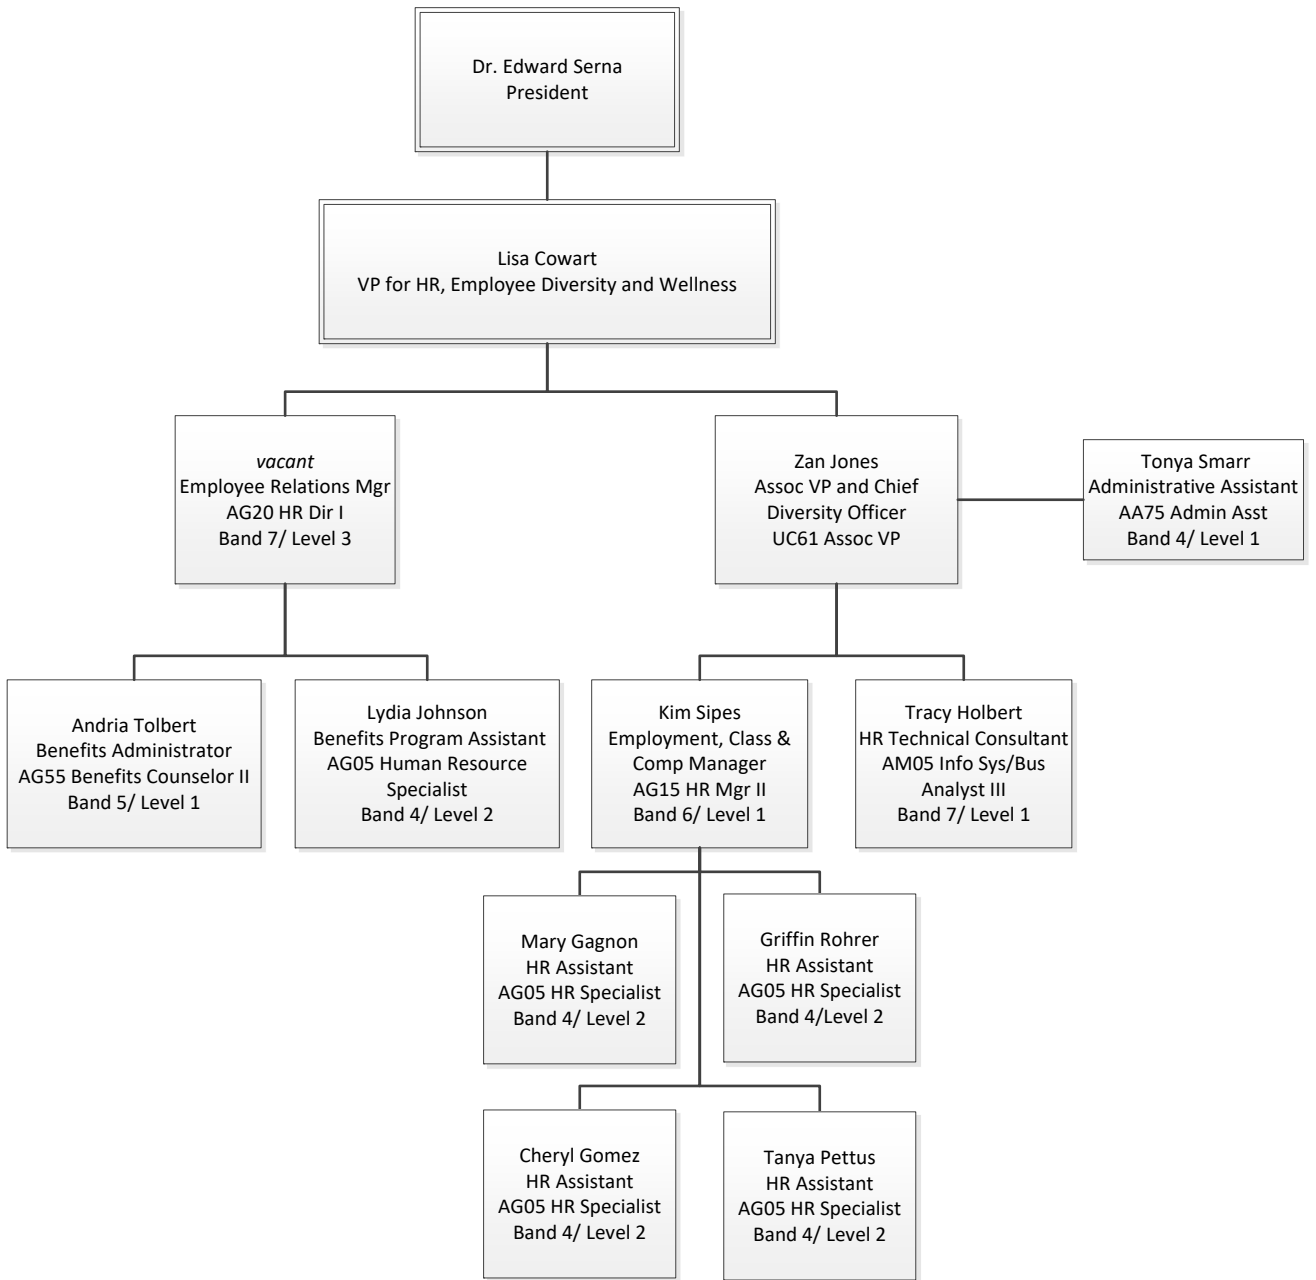 Dr. Edward Serna
President
Lisa Cowart
VP for HR, Employee Diversity and Wellness
vacant
Employee Relations Mgr
AG20 HR Dir I
Band 7/ Level 3
Zan Jones
Assoc VP and Chief
Diversity Officer
UC61 Assoc VP
Tonya Smarr
Administrative Assistant
AA75 Admin Asst
Band 4/ Level 1
Andria Tolbert
Benefits Administrator
AG55 Benefits Counselor II
Band 5/ Level 1
Lydia Johnson
Benefits Program Assistant
AG05 Human Resource
Specialist
Band 4/ Level 2
Kim Sipes
Employment, Class &
Comp Manager
AG15 HR Mgr II
Band 6/ Level 1
Tracy Holbert
HR Technical Consultant
AM05 Info Sys/Bus
Analyst III
Band 7/ Level 1
Mary Gagnon
HR Assistant
AG05 HR Specialist
Band 4/ Level 2
Griffin Rohrer
HR Assistant
AG05 HR Specialist
Band 4/Level 2
Cheryl Gomez
HR Assistant
AG05 HR Specialist
Band 4/ Level 2
Tanya Pettus
HR Assistant
AG05 HR Specialist
Band 4/ Level 2